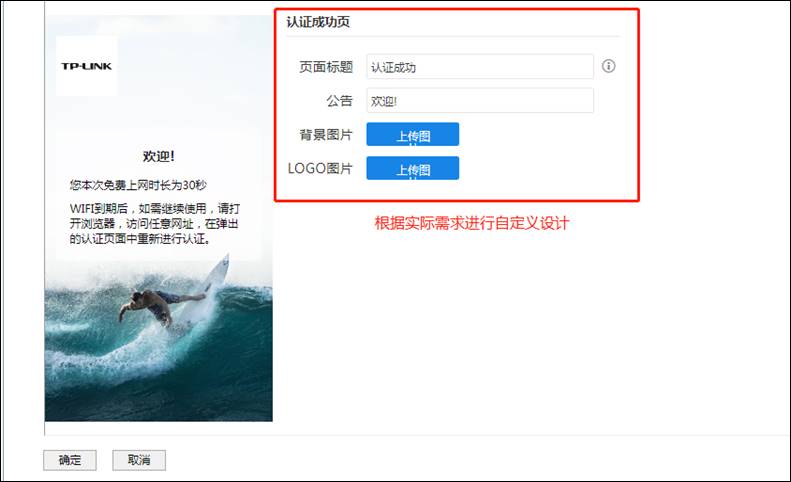 认证成功页
TP-LINK
页面标题 认证成功
公告 欢迎!
背景图片 上传图
LOGO图片 上传图
欢迎!
您本次免费上网时长为30秒
WIFI到期后，如需继续使用，请打
开浏览器，访问任意网址，在弹出
的认证页面中重新进行认证。
根据实际需求进行自定义设计
确定 取消